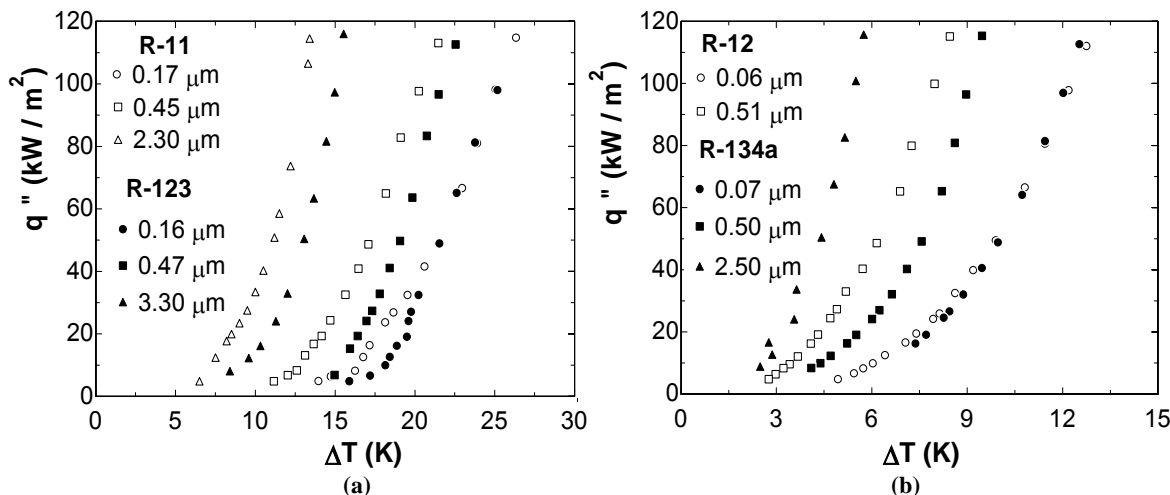 120
100
80
60
40
20
0
q " (kW / m²)
R-11
○ 0.17 μm
□ 0.45 μm
△ 2.30 μm
R-123
● 0.16 μm
■ 0.47 μm
▲ 3.30 μm
0 5 10 15 20 25 30
ΔT (K)
(a)
120
100
80
60
40
20
0
q " (kW / m²)
R-12
○ 0.06 μm
□ 0.51 μm
R-134a
● 0.07 μm
■ 0.50 μm
▲ 2.50 μm
0 3 6 9 12 15
ΔT (K)
(b)